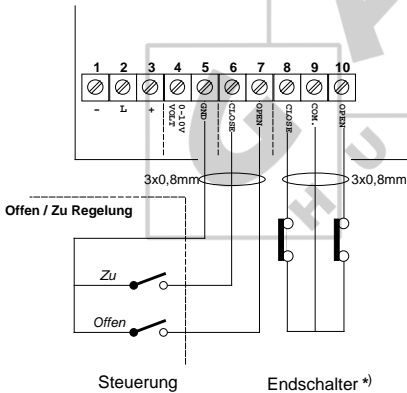 1 2 3 4 5 6 7 8 9 10
- L + 0-10V VOLT GND CLOSE OPEN CLOSE COM. OPEN
3x0,8mm 3x0,8mm
Offen / Zu Regelung
Zu
Offen
Steuerung Endschalter *)